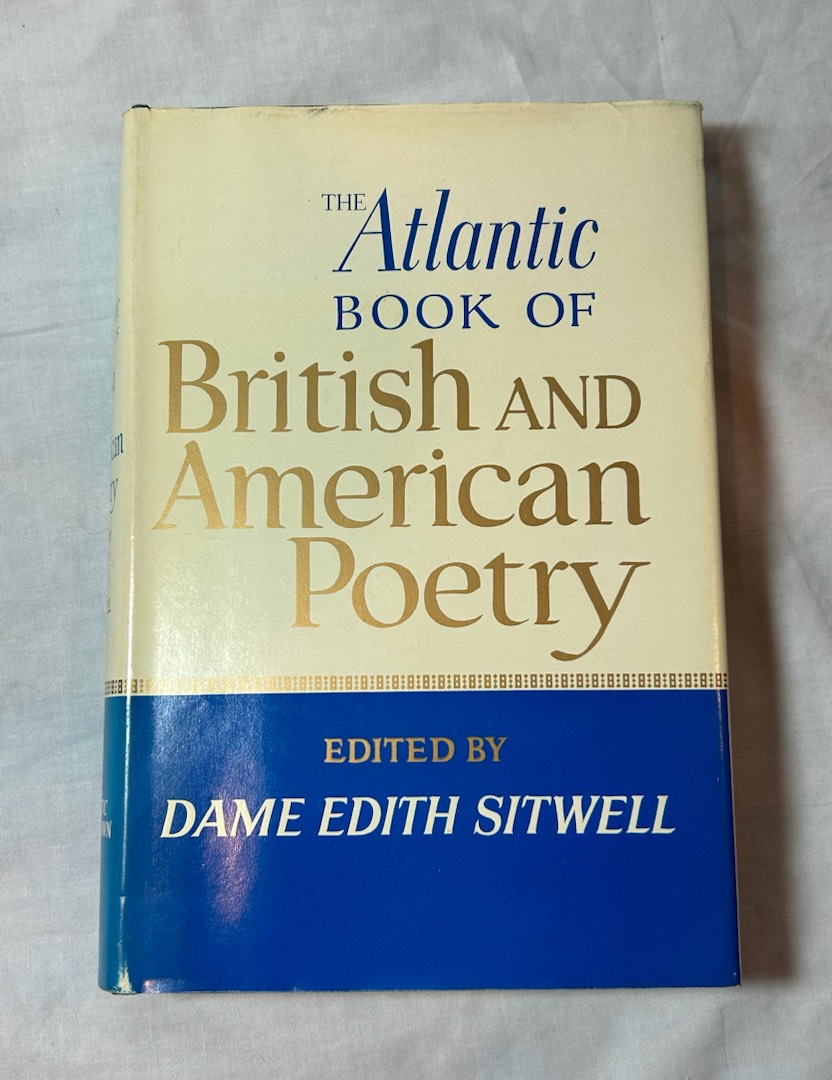 THE Atlantic
BOOK OF
British AND
American
Poetry
EDITED BY
DAME EDITH SITWELL